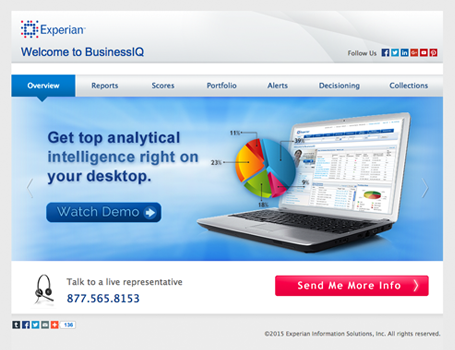 Experian™
Welcome to BusinessIQ
Follow Us
Overview
Reports
Scores
Portfolio
Alerts
Decisioning
Collections
Get top analytical
intelligence right on
your desktop.
11%
39%
23%
9%
18%
Watch Demo
Talk to a live representative
877.565.8153
Send Me More Info
136
©2015 Experian Information Solutions, Inc. All rights reserved.